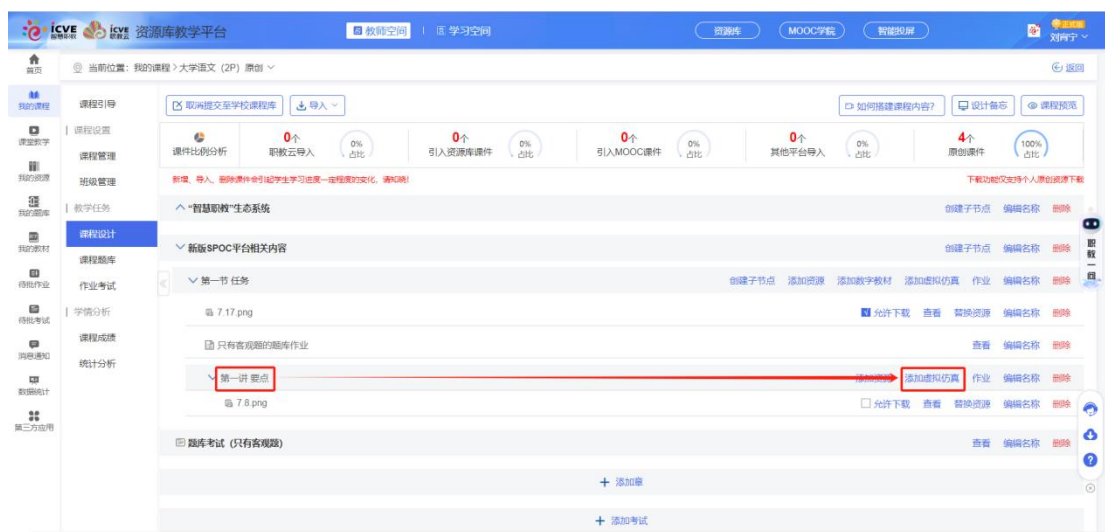 icve 智慧职教 icve 职教云 资源库教学平台 教师空间 学习空间 资源库 MOOC学院 智能投屏 正式版
首页 当前位置：我的课程 > 大学语文（2P） 原创 返回
我的课程 课程引导 取消提交至学校课程库 导入 如何搭建课程内容? 设计备忘 课程预览
课堂教学 课程设置
课件比例分析 0个 职教云导入 0% 占比 0个 引入资源库课件 0% 占比 0个 引入MOOC课件 0% 占比 0个 其他平台导入 0% 占比 4个 原创课件 100% 占比
课程管理
我的资源 班级管理 新增、导入、删除课件会引起学生学习进度一定程度的变化，请知晓! 下载功能仅支持个人原创资源下载
我的题库 教学任务 "智慧职教"生态系统 创建子节点 编辑名称 删除
我的教材 课程设计 新版SPOC平台相关内容 创建子节点 编辑名称 删除
课程题库
待批作业 作业考试 第一节 任务 创建子节点 添加资源 添加数字教材 添加虚拟仿真 作业 编辑名称 删除
待批考试 学情分析 7.17.png 允许下载 查看 替换资源 编辑名称 删除
消息通知 课程成绩 只有客观题的题库作业 查看 编辑名称 删除
数据统计 统计分析 第一讲 要点 添加虚拟仿真 作业 编辑名称 删除
第三方应用 7.8.png 允许下载 查看 替换资源 编辑名称 删除
题库考试（只有客观题） 查看 编辑名称 删除
+ 添加章
+ 添加考试
职教一问